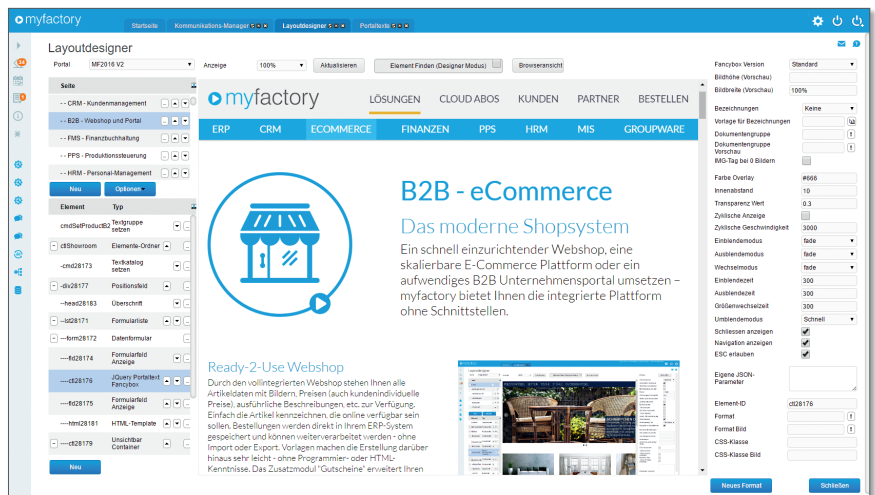 myfactory
Startseite
Kommunikations-Manager
Layoutdesigner
Portaltexte
Layoutdesigner
Portal
MF2016 V2
Anzeige
100%
Aktualisieren
Element Finden (Designer Modus)
Browseransicht
Seite
- - CRM - Kundenmanagement
- - B2B - Webshop und Portal
- - FMS - Finanzbuchhaltung
- - PPS - Produktionssteuerung
- - HRM - Personal-Management
Neu
Optionen
Element
Typ
cmdSetProductB2
Textgruppe setzen
ctlShowroom
Elemente-Ordner
-cmd28173
Textkatalog setzen
-div28177
Positionsfeld
--head28183
Überschrift
--lst28171
Formularliste
---form28172
Datenformular
----fld28174
Formularfeld Anzeige
----ctl28176
JQuery Portaltext Fancybox
----fld28175
Formularfeld Anzeige
----html28181
HTML-Template
----ctl28179
Unsichtbar Container
Neu
myfactory
LÖSUNGEN
CLOUD ABOS
KUNDEN
PARTNER
BESTELLEN
ERP
CRM
ECOMMERCE
FINANZEN
PPS
HRM
MIS
GROUPWARE
B2B - eCommerce
Das moderne Shopsystem
Ein schnell einzurichtender Webshop, eine
skalierbare E-Commerce Plattform oder ein
aufwendiges B2B Unternehmensportal umsetzen –
myfactory bietet Ihnen die integrierte Plattform
ohne Schnittstellen.
Ready-2-Use Webshop
Durch den vollintegrierten Webshop stehen Ihnen alle
Artikeldaten mit Bildern, Preisen (auch kundenindividuelle
Preise), ausführliche Beschreibungen, etc. zur Verfügung.
Einfach die Artikel kennzeichnen, die online verfügbar sein
sollen. Bestellungen werden direkt in Ihrem ERP-System
gespeichert und können weiterverarbeitet werden - ohne
Import oder Export. Vorlagen machen die Erstellung darüber
hinaus sehr leicht - ohne Programmier- oder HTML-
Kenntnisse. Das Zusatzmodul "Gutscheine" erweitert Ihren
Fancybox Version
Standard
Bildhöhe (Vorschau)
Bildbreite (Vorschau)
100%
Bezeichnungen
Keine
Vorlage für Bezeichnungen
Dokumentengruppe
Dokumentengruppe Vorschau
IMG-Tag bei 0 Bildern
Farbe Overlay
#666
Innenabstand
10
Transparenz Wert
0.3
Zyklische Anzeige
Zyklische Geschwindigkeit
3000
Einblendemodus
fade
Ausblendemodus
fade
Wechselmodus
fade
Einblendezeit
300
Ausblendezeit
300
Größenwechselzeit
300
Umblendemodus
Schnell
Schliessen anzeigen
Navigation anzeigen
ESC erlauben
Eigene JSON-Parameter
Element-ID
ctl28176
Format
Format Bild
CSS-Klasse
CSS-Klasse Bild
Neues Format
Schließen